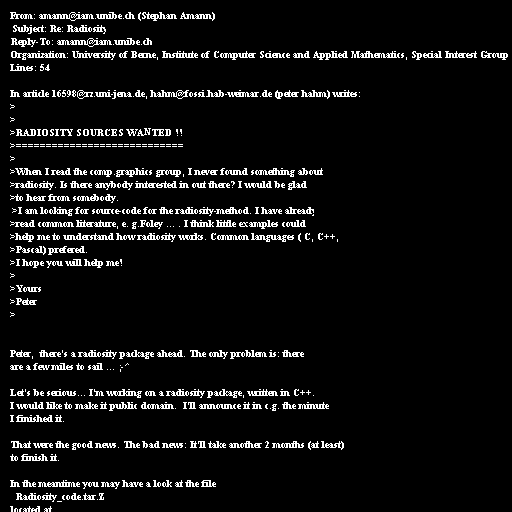 From: amann@iam.unibe.ch (Stephan Amann)
Subject: Re: Radiosity
Reply-To: amann@iam.unibe.ch
Organization: University of Berne, Institute of Computer Science and Applied Mathematics, Special Interest Group
Lines: 54

In article 16598@rz.uni-jena.de, hahm@fossi.hab-weimar.de (peter hahm) writes:
>
>
>RADIOSITY SOURCES WANTED !!
>============================
>
>When I read the comp.graphics group, I never found something about
>radiosity. Is there anybody interested in out there? I would be glad
>to hear from somebody.
>I am looking for source-code for the radiosity-method. I have already
>read common literature, e. g.Foley ... . I think little examples could
>help me to understand how radiosity works. Common languages ( C, C++,
>Pascal) prefered.
>I hope you will help me!
>
>Yours
>Peter
>

Peter,  there's a radiosity package ahead. The only problem is: there
are a few miles to sail ... ;-^

Let's be serious... I'm working on a radiosity package, written in C++.
I would like to make it public domain.  I'll announce it in c.g. the minute
I finished it.

That were the good news. The bad news: It'll take another 2 months (at least)
to finish it.

In the meantime you may have a look at the file
  Radiosity_code.tar.Z
located at